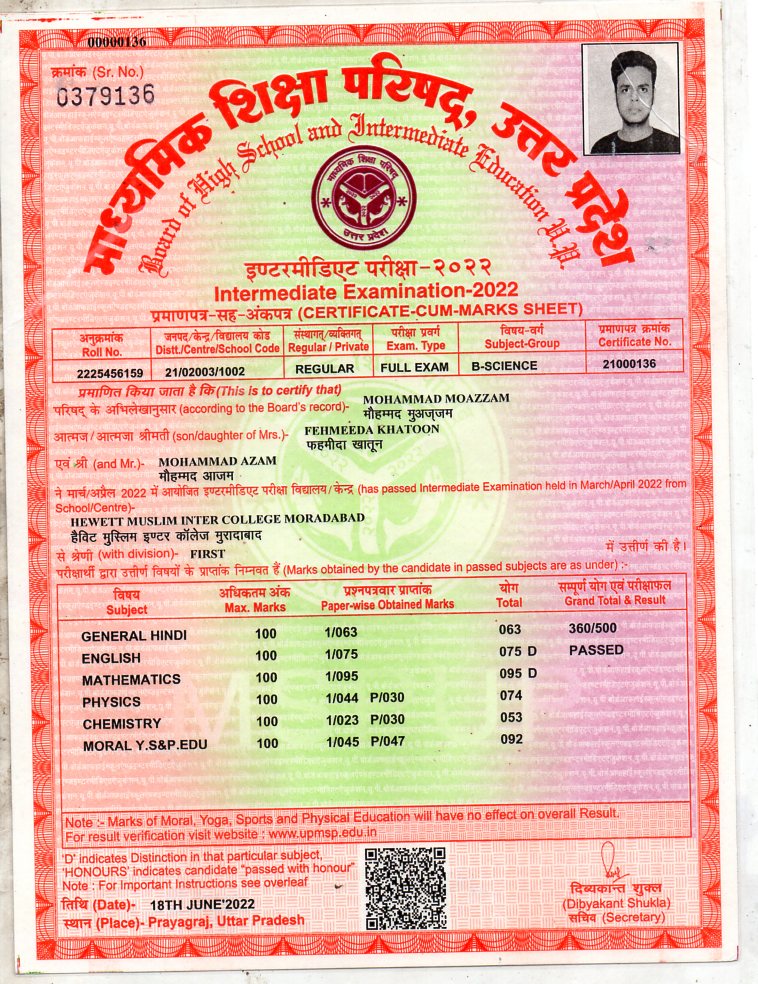 00000136
क्रमांक (Sr. No.)
0379136
माध्यमिक शिक्षा परिषद्, उत्तर प्रदेश
Board of High School and Intermediate Education U.P.
माध्यमिक शिक्षा परिषद्
उत्तर प्रदेश
इण्टरमीडिएट परीक्षा-२०२२
Intermediate Examination-2022
प्रमाणपत्र-सह-अंकपत्र (CERTIFICATE-CUM-MARKS SHEET)
अनुक्रमांक जनपद/केन्द्र/विद्यालय कोड संस्थागत/व्यक्तिगत् परीक्षा प्रवर्ग विषय-वर्ग प्रमाणपत्र क्रमांक
Roll No. Distt./Centre/School Code Regular / Private Exam. Type Subject-Group Certificate No.
2225456159 21/02003/1002 REGULAR FULL EXAM B-SCIENCE 21000136
प्रमाणित किया जाता है कि (This is to certify that)
परिषद् के अभिलेखानुसार (according to the Board's record)- MOHAMMAD MOAZZAM
मौहम्मद मुअज़्जम
आत्मज/आत्मजा श्रीमती (son/daughter of Mrs.)- FEHMEEDA KHATOON
फहमीदा खातून
एवं श्री (and Mr.)- MOHAMMAD AZAM
मौहम्मद आजम
ने मार्च/अप्रैल 2022 में आयोजित इण्टरमीडिएट परीक्षा विद्यालय/केन्द्र (has passed Intermediate Examination held in March/April 2022 from
School/Centre)-
HEWETT MUSLIM INTER COLLEGE MORADABAD
हैविट मुस्लिम इण्टर कॉलेज मुरादाबाद
से श्रेणी (with division)- FIRST में उत्तीर्ण की है।
परीक्षार्थी द्वारा उत्तीर्ण विषयों के प्राप्तांक निम्नवत हैं (Marks obtained by the candidate in passed subjects are as under) :-
विषय अधिकतम अंक प्रश्नपत्रवार प्राप्तांक योग सम्पूर्ण योग एवं परीक्षाफल
Subject Max. Marks Paper-wise Obtained Marks Total Grand Total & Result
GENERAL HINDI 100 1/063 063 360/500
ENGLISH 100 1/075 075 D PASSED
MATHEMATICS 100 1/095 095 D
PHYSICS 100 1/044 P/030 074
CHEMISTRY 100 1/023 P/030 053
MORAL Y.S&P.EDU 100 1/045 P/047 092
Note :- Marks of Moral, Yoga, Sports and Physical Education will have no effect on overall Result.
For result verification visit website : www.upmsp.edu.in
'D' indicates Distinction in that particular subject,
'HONOURS' indicates candidate "passed with honour"
Note : For Important Instructions see overleaf
तिथि (Date)- 18TH JUNE'2022
स्थान (Place)- Prayagraj, Uttar Pradesh
दिब्यकान्त शुक्ल
(Dibyakant Shukla)
सचिव (Secretary)